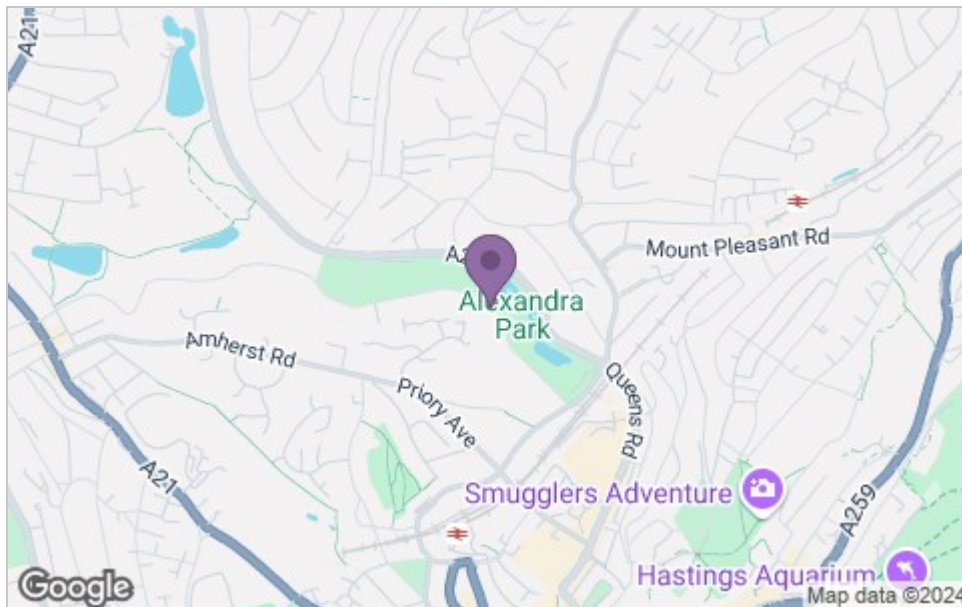 A21
A2
Mount Pleasant Rd
Alexandra
Park
Amherst Rd
Priory Ave
Queens Rd
A21
Smugglers Adventure
A259
Hastings Aquarium
Google
Map data ©2024